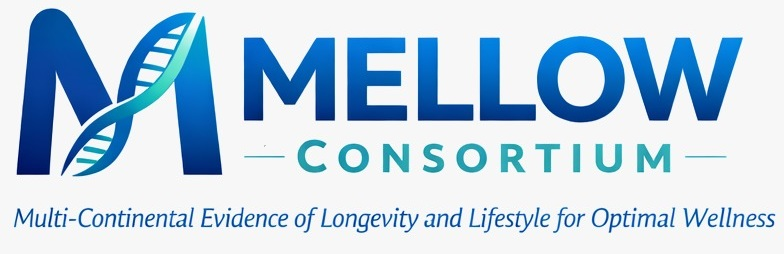 MELLOW
CONSORTIUM
Multi-Continental Evidence of Longevity and Lifestyle for Optimal Wellness